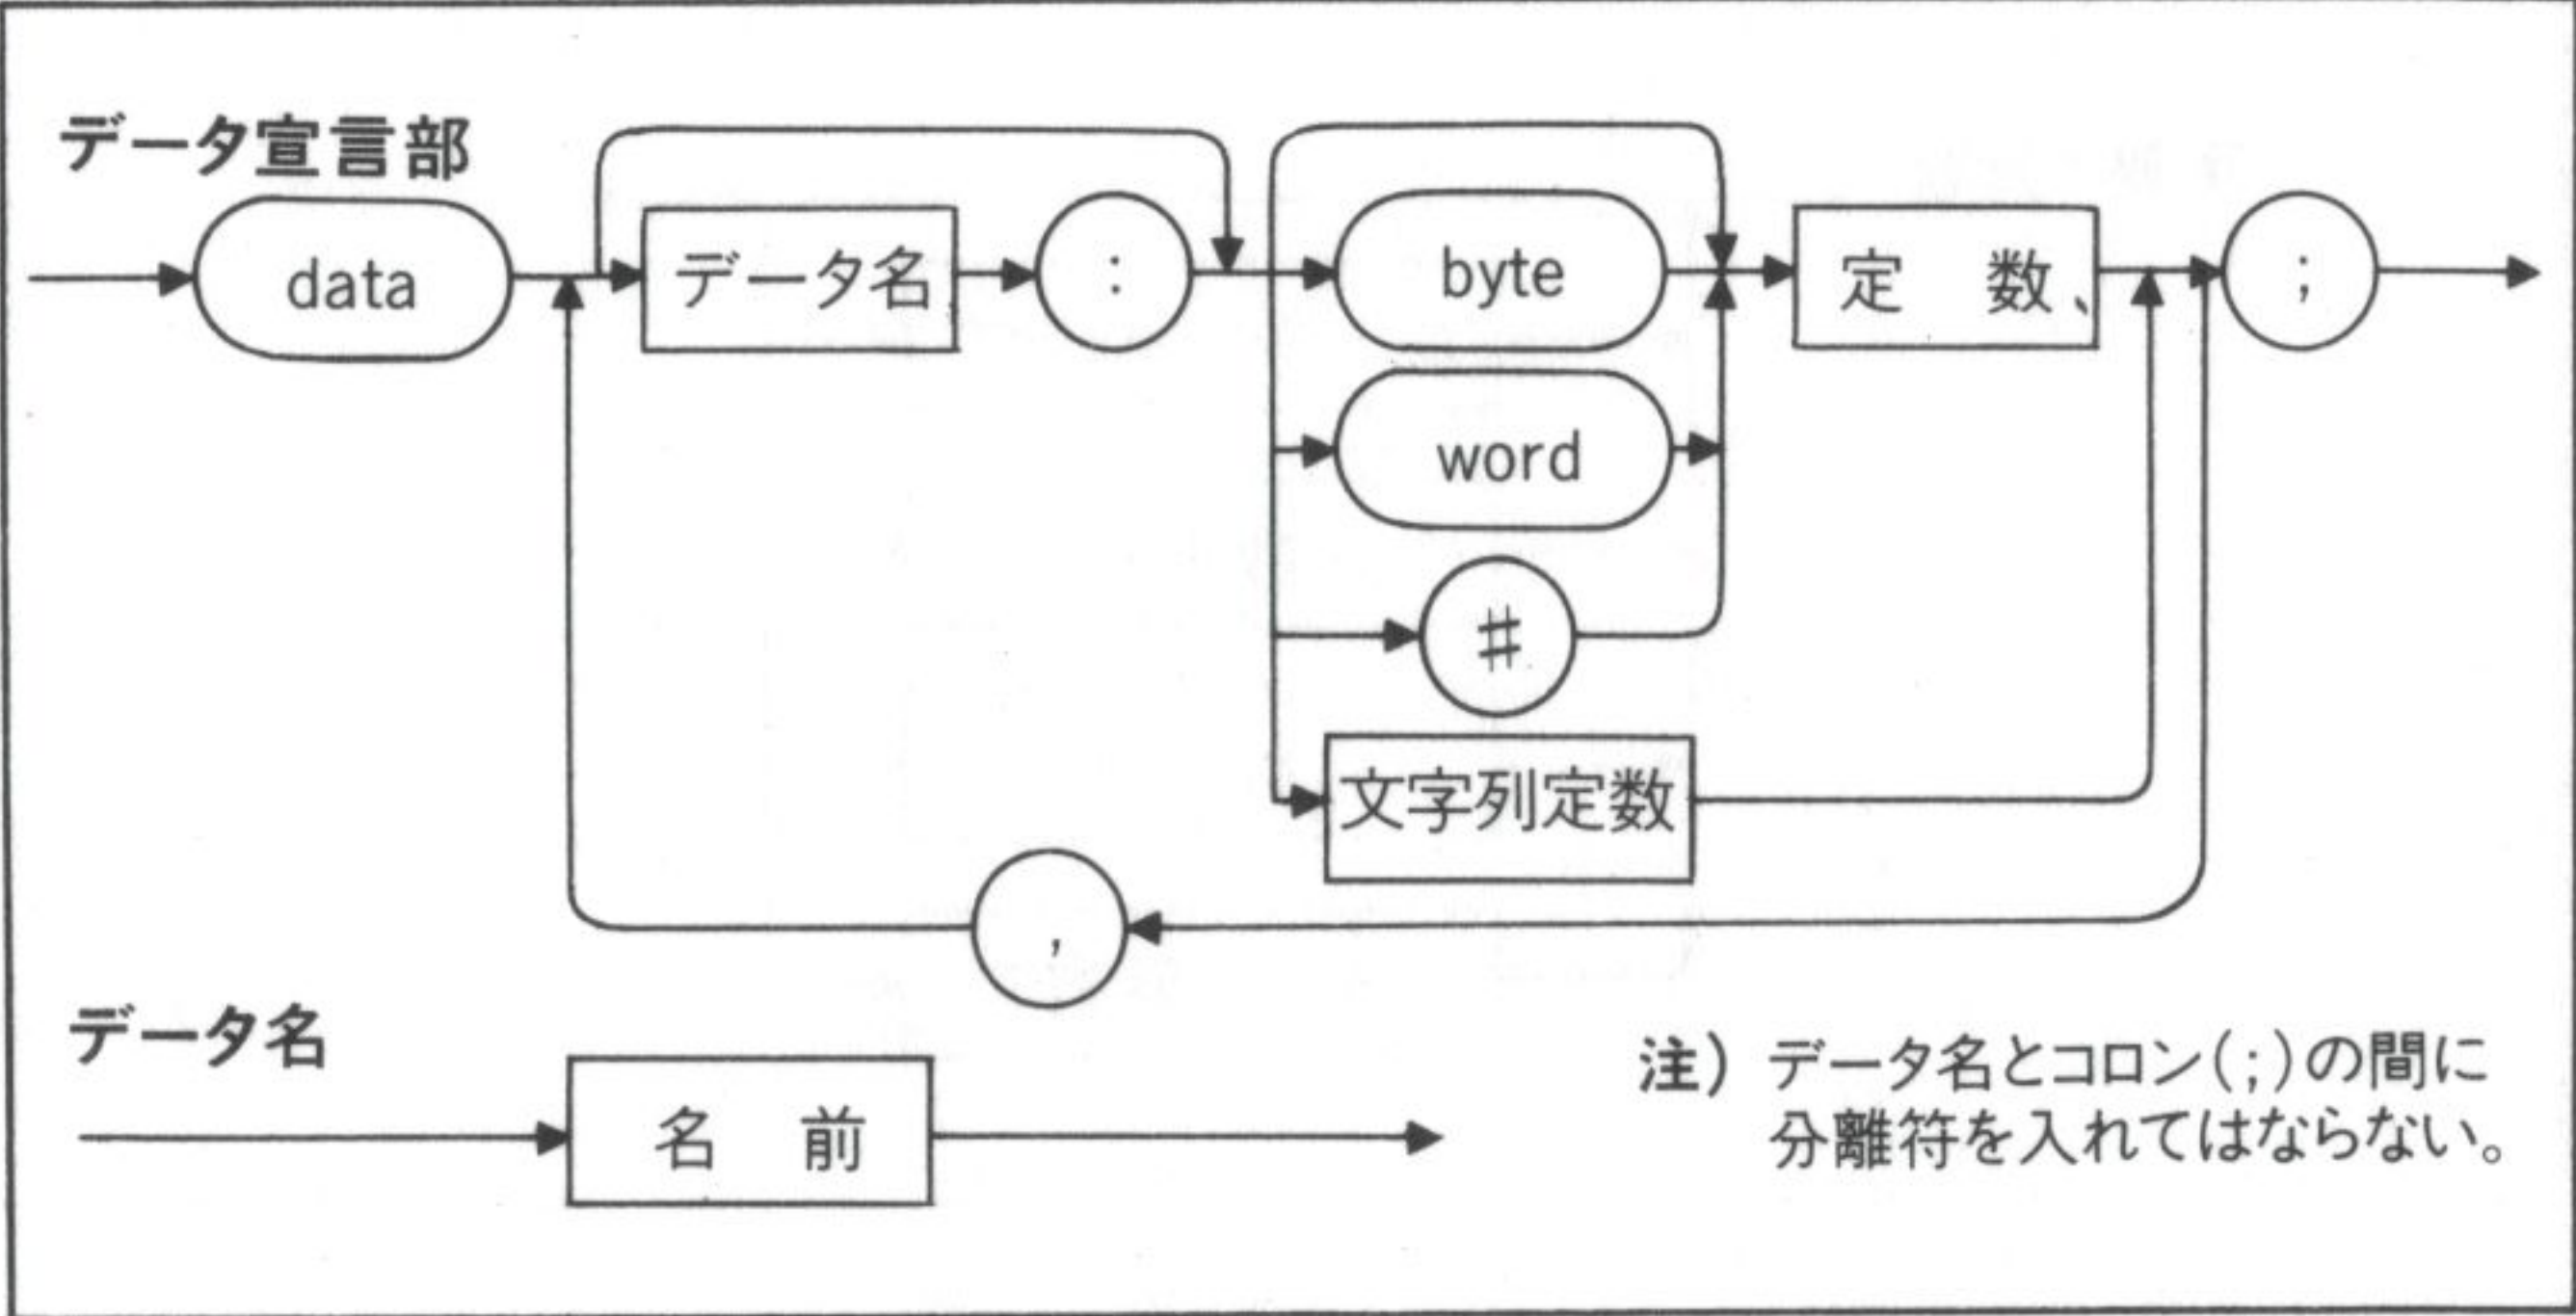 データ宣言部
data
データ名
:
byte
定数
;
word
#
文字列定数
,
データ名
名前
注) データ名とコロン(;)の間に
分離符を入れてはならない。